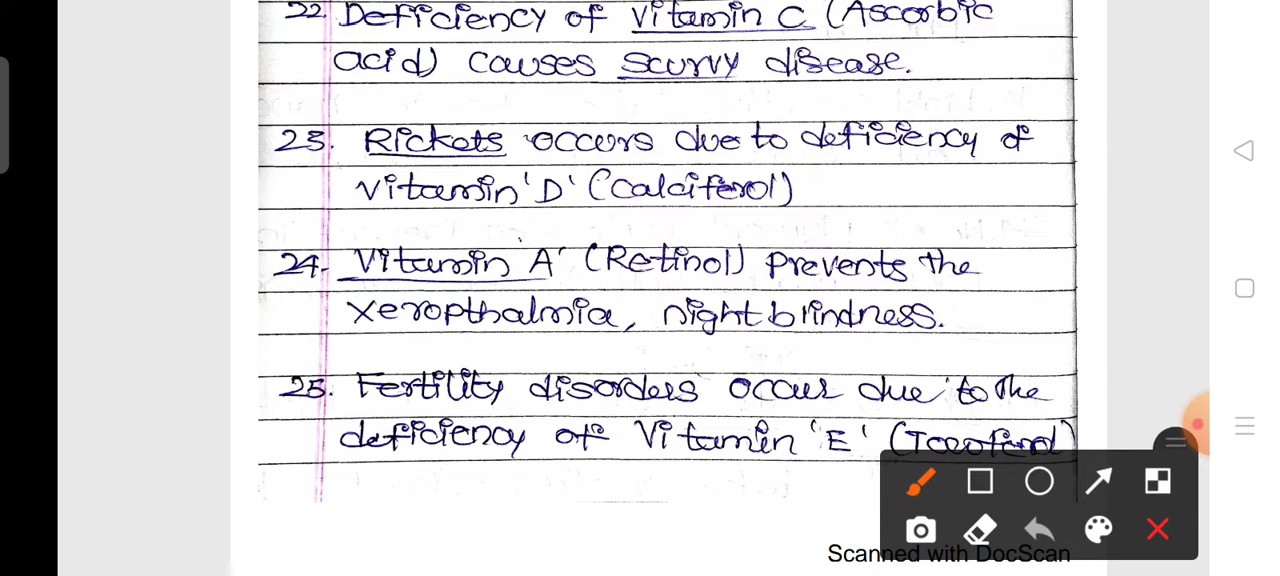 22. Defficiency of vitamin C (Ascorbic
acid) causes scurvy disease.
23. Rickets occurs due to deficiency of
vitamin 'D' (calciferol)
24. Vitamin A' (Retinol) prevents the
xeropthalmia, night brindness.
25. Fertility disorders occur due to the
deficiency of Vitamin 'E' (Tocoferol)
Scanned with DocScan